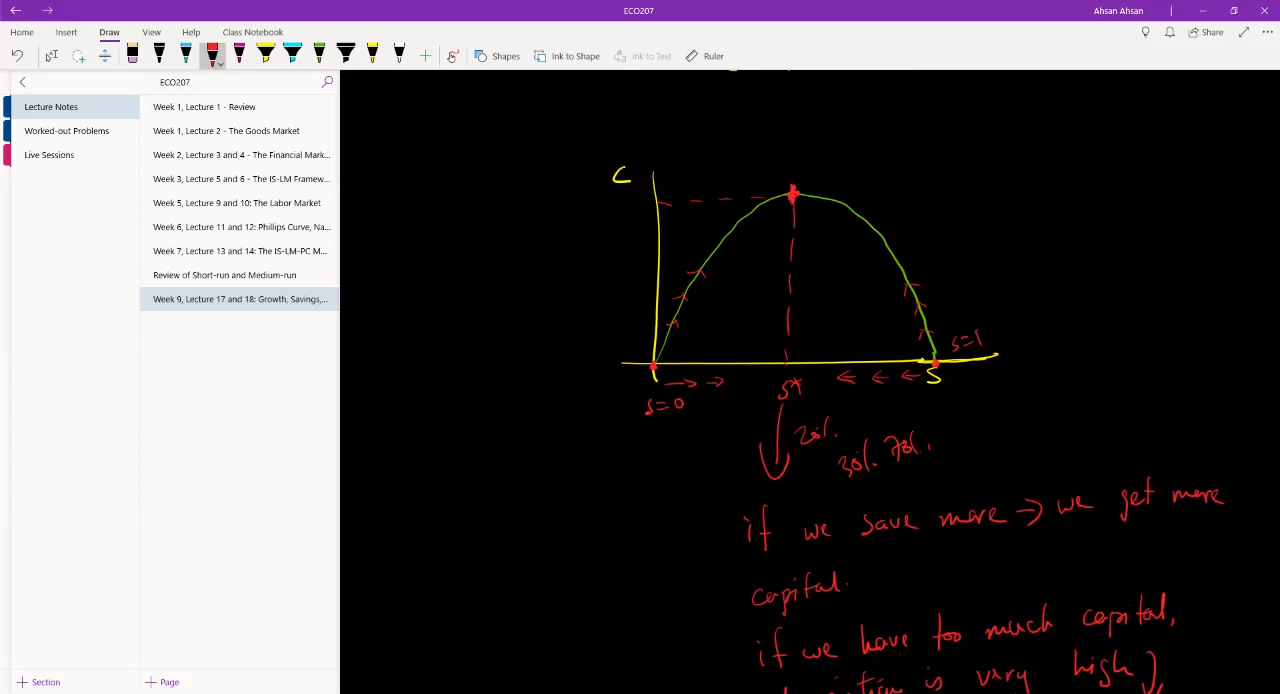 ECO207
Ahsan Ahsan
Home Insert Draw View Help Class Notebook
Share
Shapes Ink to Shape Ink to Text Ruler
ECO207
Lecture Notes
Worked-out Problems
Live Sessions
Week 1, Lecture 1 - Review
Week 1, Lecture 2 - The Goods Market
Week 2, Lecture 3 and 4 - The Financial Mark...
Week 3, Lecture 5 and 6 - The IS-LM Framew...
Week 5, Lecture 9 and 10: The Labor Market
Week 6, Lecture 11 and 12: Phillips Curve, Na...
Week 7, Lecture 13 and 14: The IS-LM-PC M...
Review of Short-run and Medium-run
Week 9, Lecture 17 and 18: Growth, Savings,...
C
s=1
S
s=0
s*
20%.
30%. 70%.
if we save more → we get more
capital.
if we have too much capital,
is very high),
+ Section
+ Page